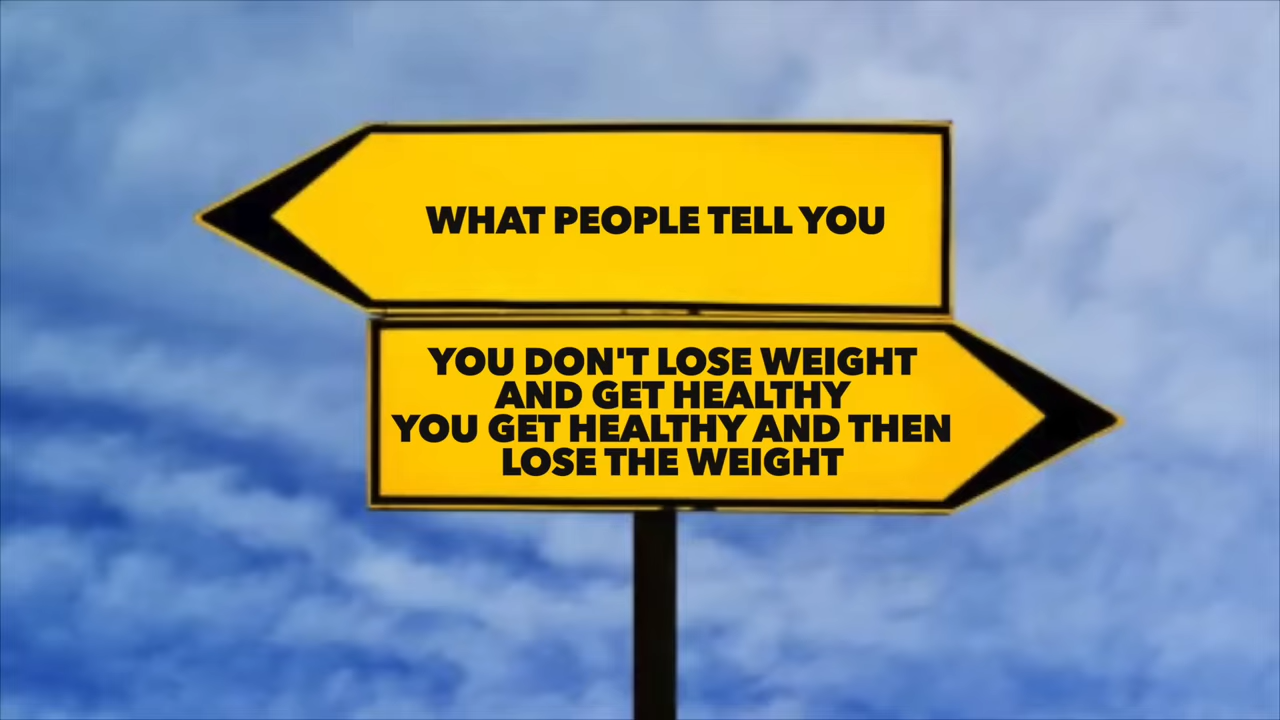 WHAT PEOPLE TELL YOU
YOU DON'T LOSE WEIGHT
AND GET HEALTHY
YOU GET HEALTHY AND THEN
LOSE THE WEIGHT